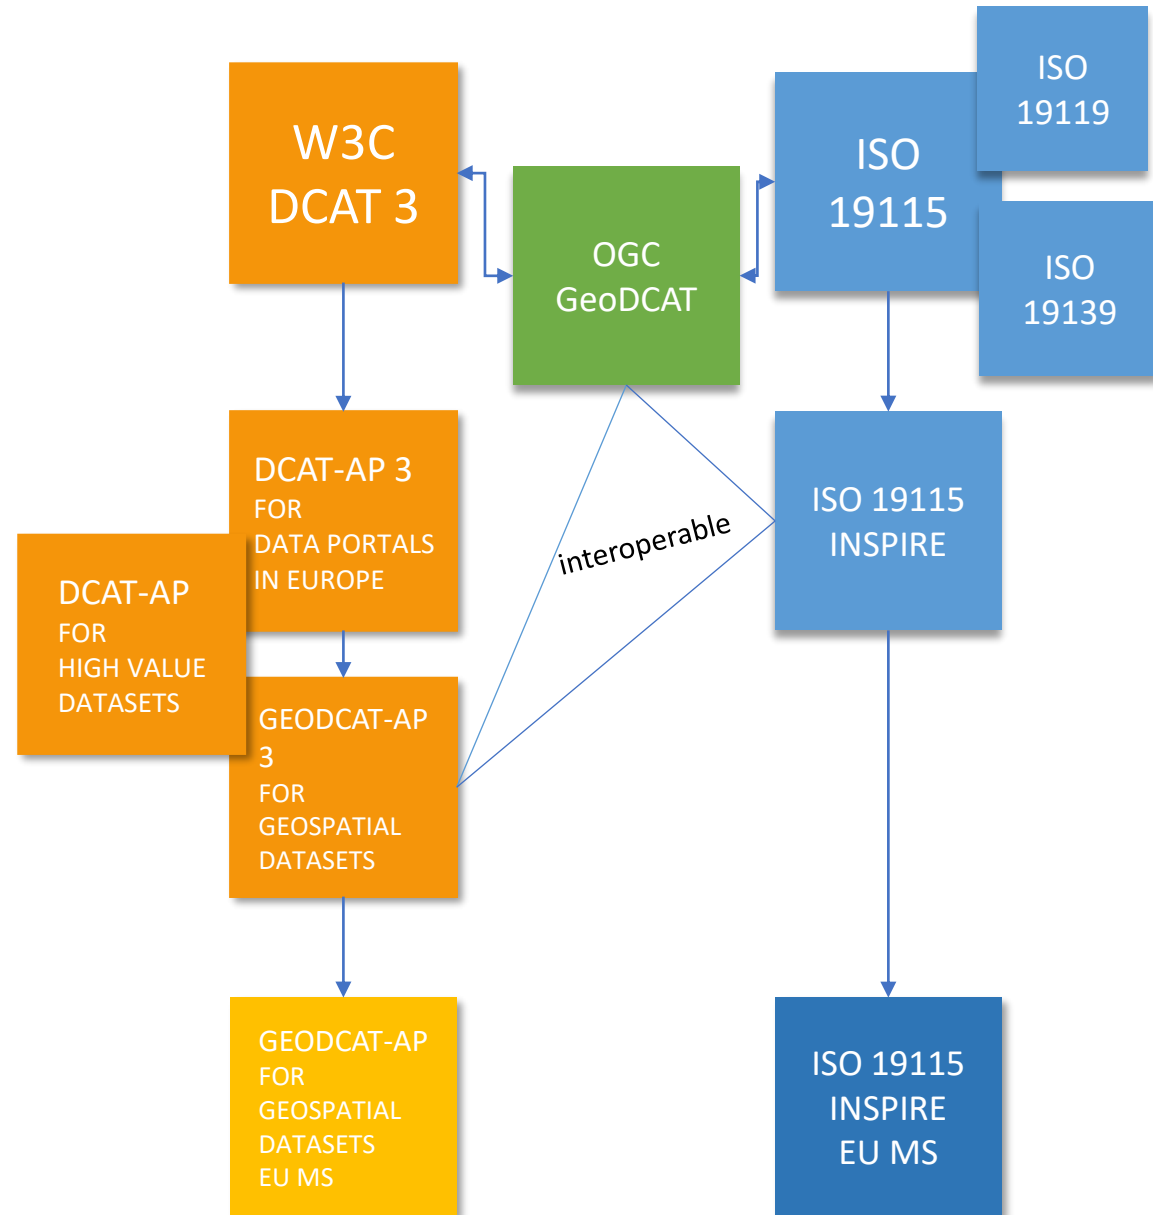 W3C
DCAT 3
OGC
GeoDCAT
ISO
19115
ISO
19119
ISO
19139
DCAT-AP 3
FOR
DATA PORTALS
IN EUROPE
DCAT-AP
FOR
HIGH VALUE
DATASETS
interoperable
ISO 19115
INSPIRE
GEODCAT-AP
3
FOR
GEOSPATIAL
DATASETS
GEODCAT-AP
FOR
GEOSPATIAL
DATASETS
EU MS
ISO 19115
INSPIRE
EU MS